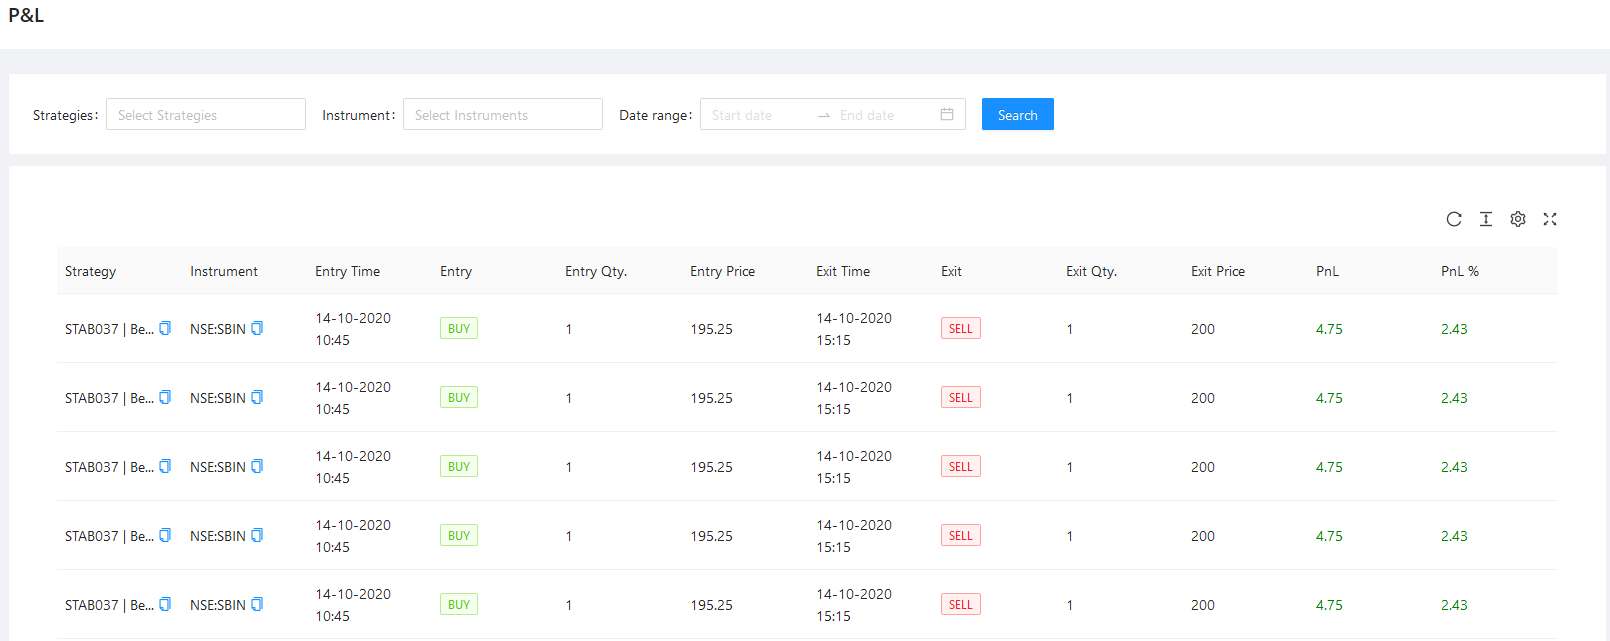 P&L
Strategies: Select Strategies Instrument: Select Instruments Date range: Start date → End date Search
Strategy Instrument Entry Time Entry Entry Qty. Entry Price Exit Time Exit Exit Qty. Exit Price PnL PnL %
STAB037 | Be... NSE:SBIN 14-10-2020 10:45 BUY 1 195.25 14-10-2020 15:15 SELL 1 200 4.75 2.43
STAB037 | Be... NSE:SBIN 14-10-2020 10:45 BUY 1 195.25 14-10-2020 15:15 SELL 1 200 4.75 2.43
STAB037 | Be... NSE:SBIN 14-10-2020 10:45 BUY 1 195.25 14-10-2020 15:15 SELL 1 200 4.75 2.43
STAB037 | Be... NSE:SBIN 14-10-2020 10:45 BUY 1 195.25 14-10-2020 15:15 SELL 1 200 4.75 2.43
STAB037 | Be... NSE:SBIN 14-10-2020 10:45 BUY 1 195.25 14-10-2020 15:15 SELL 1 200 4.75 2.43